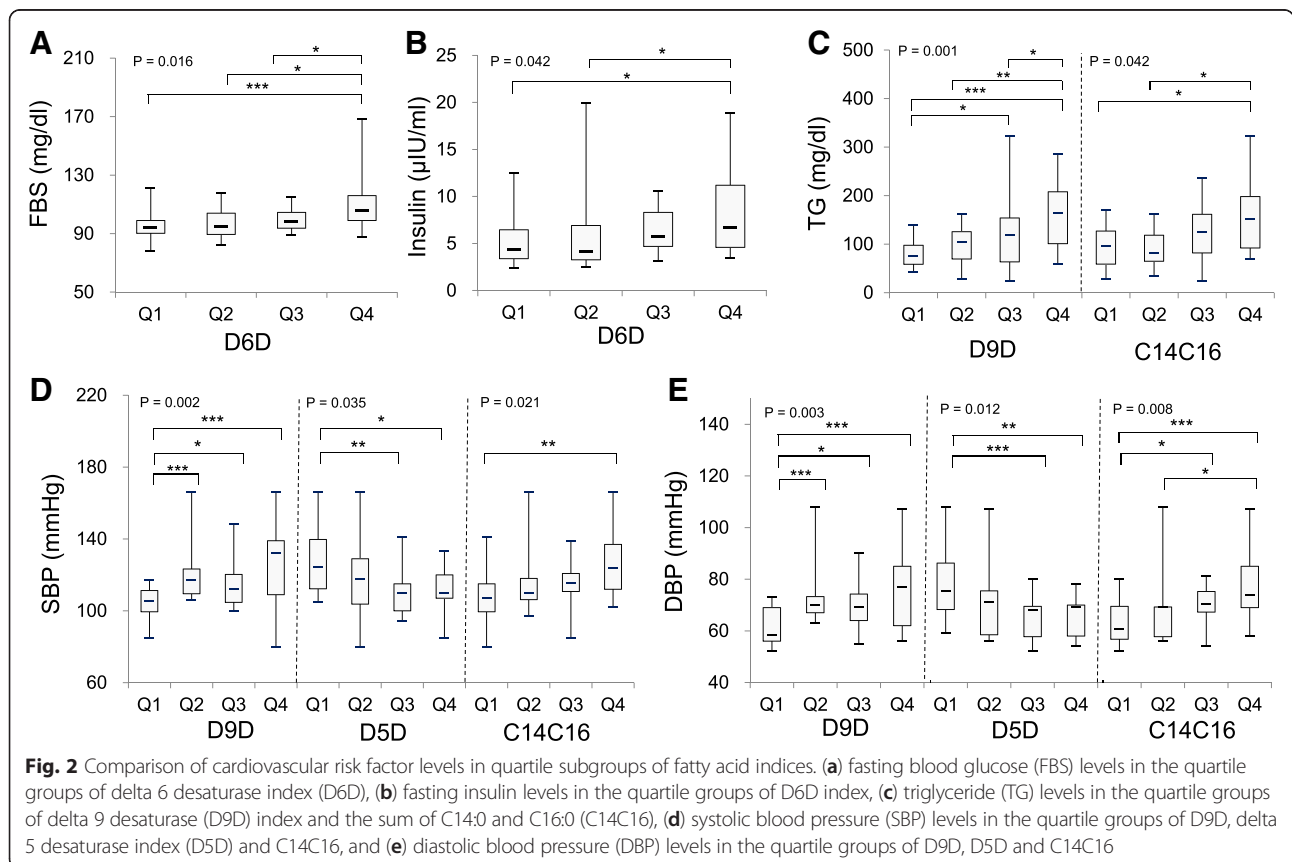 A
P = 0.016
FBS (mg/dl)
210
170
130
90
50
*
*
***
Q1 Q2 Q3 Q4
D6D
B
P = 0.042
Insulin (µIU/ml)
25
20
15
10
5
0
*
*
Q1 Q2 Q3 Q4
D6D
C
P = 0.001
P = 0.042
TG (mg/dl)
500
400
300
200
100
0
*
**
***
*
*
*
Q1 Q2 Q3 Q4 Q1 Q2 Q3 Q4
D9D C14C16
D
P = 0.002
P = 0.035
P = 0.021
SBP (mmHg)
220
180
140
100
60
***
*
***
*
**
**
Q1 Q2 Q3 Q4 Q1 Q2 Q3 Q4 Q1 Q2 Q3 Q4
D9D D5D C14C16
E
P = 0.003
P = 0.012
P = 0.008
DBP (mmHg)
140
120
100
80
60
40
***
*
***
**
***
***
*
*
Q1 Q2 Q3 Q4 Q1 Q2 Q3 Q4 Q1 Q2 Q3 Q4
D9D D5D C14C16
Fig. 2 Comparison of cardiovascular risk factor levels in quartile subgroups of fatty acid indices. (a) fasting blood glucose (FBS) levels in the quartile
groups of delta 6 desaturase index (D6D), (b) fasting insulin levels in the quartile groups of D6D index, (c) triglyceride (TG) levels in the quartile groups
of delta 9 desaturase (D9D) index and the sum of C14:0 and C16:0 (C14C16), (d) systolic blood pressure (SBP) levels in the quartile groups of D9D, delta
5 desaturase index (D5D) and C14C16, and (e) diastolic blood pressure (DBP) levels in the quartile groups of D9D, D5D and C14C16